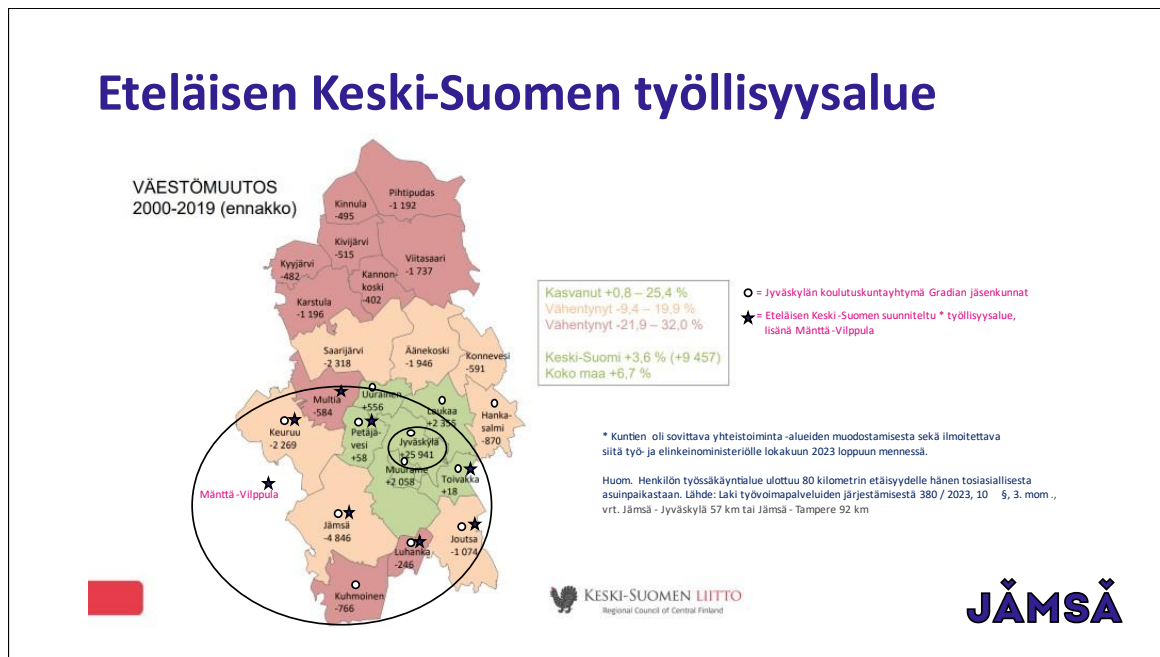 Eteläisen Keski-Suomen työllisyysalue
VÄESTÖMUUTOS
2000-2019 (ennakko)
Pihtipudas
-1 192
Kinnula
-495
Kivijärvi
-515
Viitasaari
-1 737
Kyyjärvi
-482
Kannon-
koski
-402
Karstula
-1 196
Saarijärvi
-2 318
Äänekoski
-1 946
Konnevesi
-591
Multia
-584
Uurainen
+556
Laukaa
+2 355
Hanka-
salmi
-870
Keuruu
-2 269
Petäjä-
vesi
+58
Jyväskylä
+25 941
Muurame
+2 058
Toivakka
+18
Mänttä-Vilppula
Jämsä
-4 846
Joutsa
-1 074
Luhanka
-246
Kuhmoinen
-766
Kasvanut +0,8 – 25,4 %
Vähentynyt -9,4 – 19,9 %
Vähentynyt -21,9 – 32,0 %
Keski-Suomi +3,6 % (+9 457)
Koko maa +6,7 %
= Jyväskylän koulutuskuntayhtymä Gradian jäsenkunnat
= Eteläisen Keski-Suomen suunniteltu * työllisyysalue,
lisänä Mänttä-Vilppula
* Kuntien oli sovittava yhteistoiminta -alueiden muodostamisesta sekä ilmoitettava
siitä työ- ja elinkeinoministeriölle lokakuun 2023 loppuun mennessä.
Huom. Henkilön työssäkäyntialue ulottuu 80 kilometrin etäisyydelle hänen tosiasiallisesta
asuinpaikastaan. Lähde: Laki työvoimapalveluiden järjestämisestä 380 / 2023, 10 §, 3. mom.,
vrt. Jämsä - Jyväskylä 57 km tai Jämsä - Tampere 92 km
KESKI-SUOMEN LIITTO
Regional Council of Central Finland
JÄMSÄ